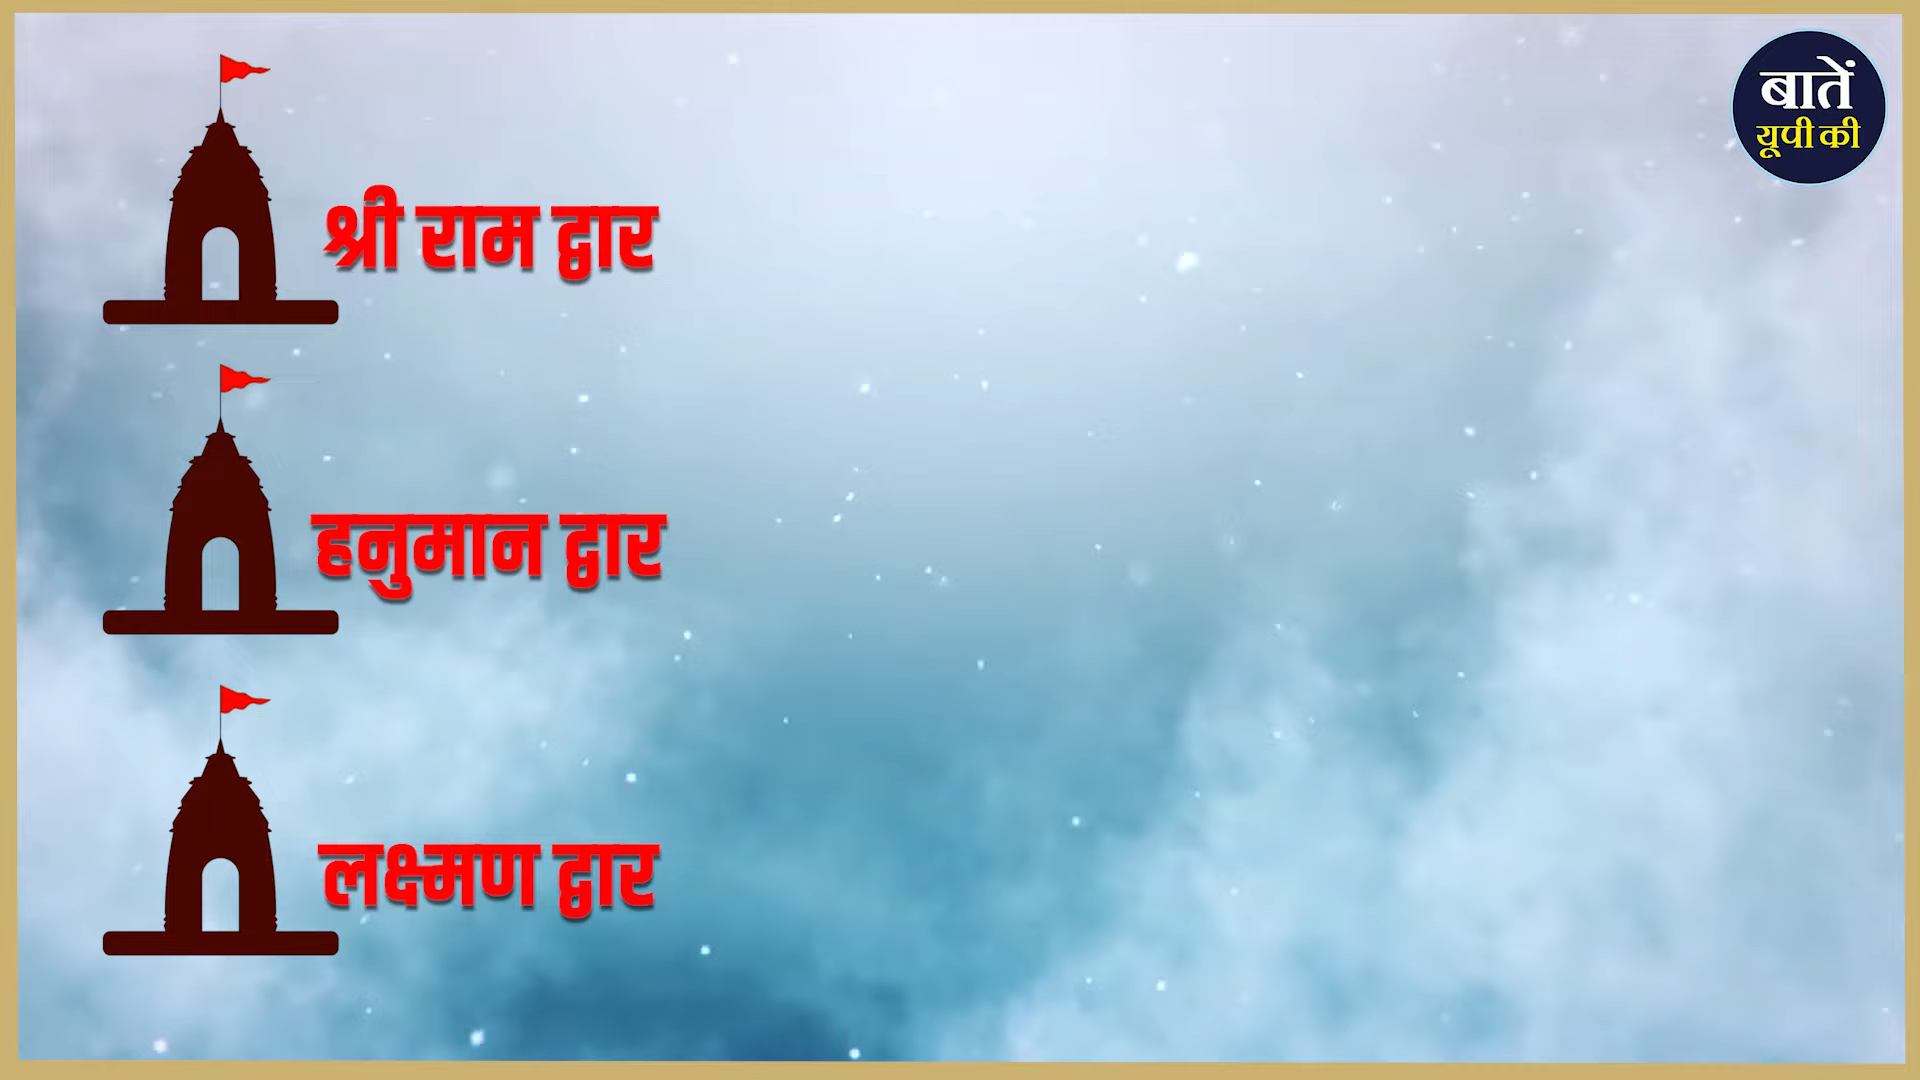 बातें
यूपी की
श्री राम द्वार
हनुमान द्वार
लक्ष्मण द्वार